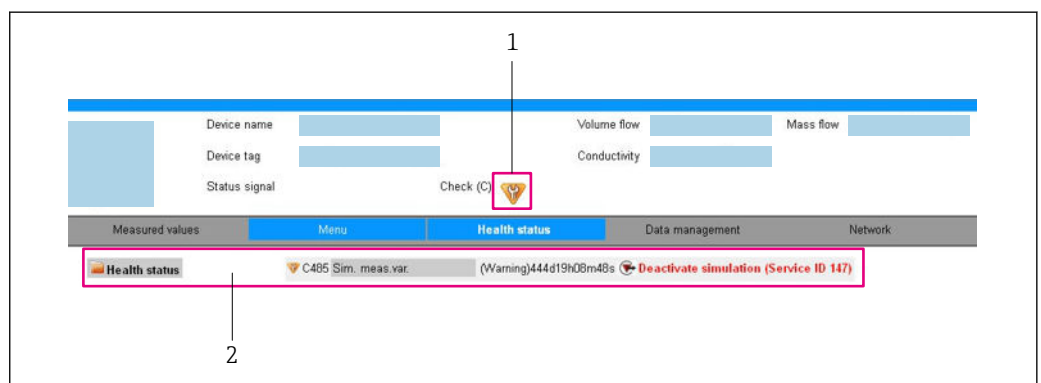 1
Device name Volume flow Mass flow
Device tag Conductivity
Status signal Check (C)
Measured values Menu Health status Data management Network
Health status C485 Sim. meas.var. (Warning)444d19h08m48s Deactivate simulation (Service ID 147)
2